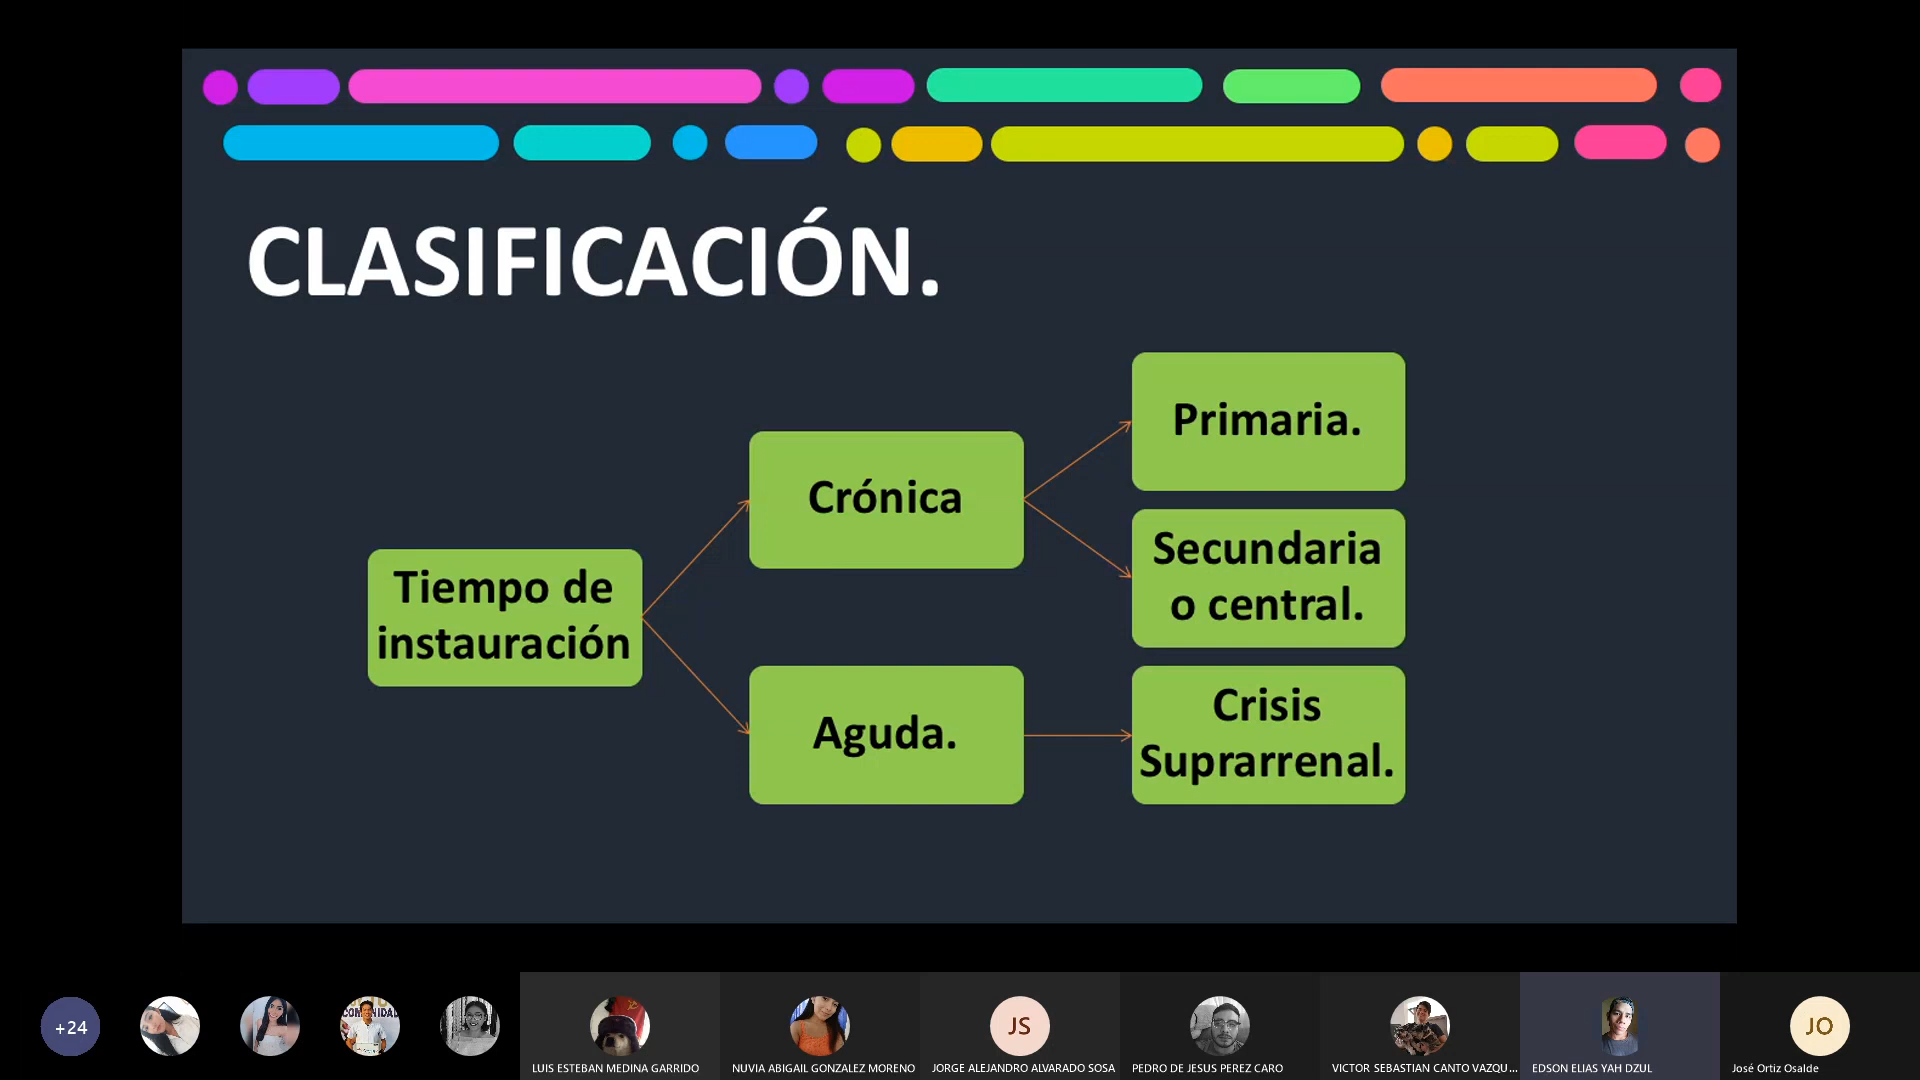 CLASIFICACIÓN.
Tiempo de
instauración
Crónica
Aguda.
Primaria.
Secundaria
o central.
Crisis
Suprarrenal.
+24
COMUNIDAD
LUIS ESTEBAN MEDINA GARRIDO
NUVIA ABIGAIL GONZALEZ MORENO
JS
JORGE ALEJANDRO ALVARADO SOSA
PEDRO DE JESUS PEREZ CARO
VICTOR SEBASTIAN CANTO VAZQU...
EDSON ELIAS YAH DZUL
JO
José Ortiz Osalde